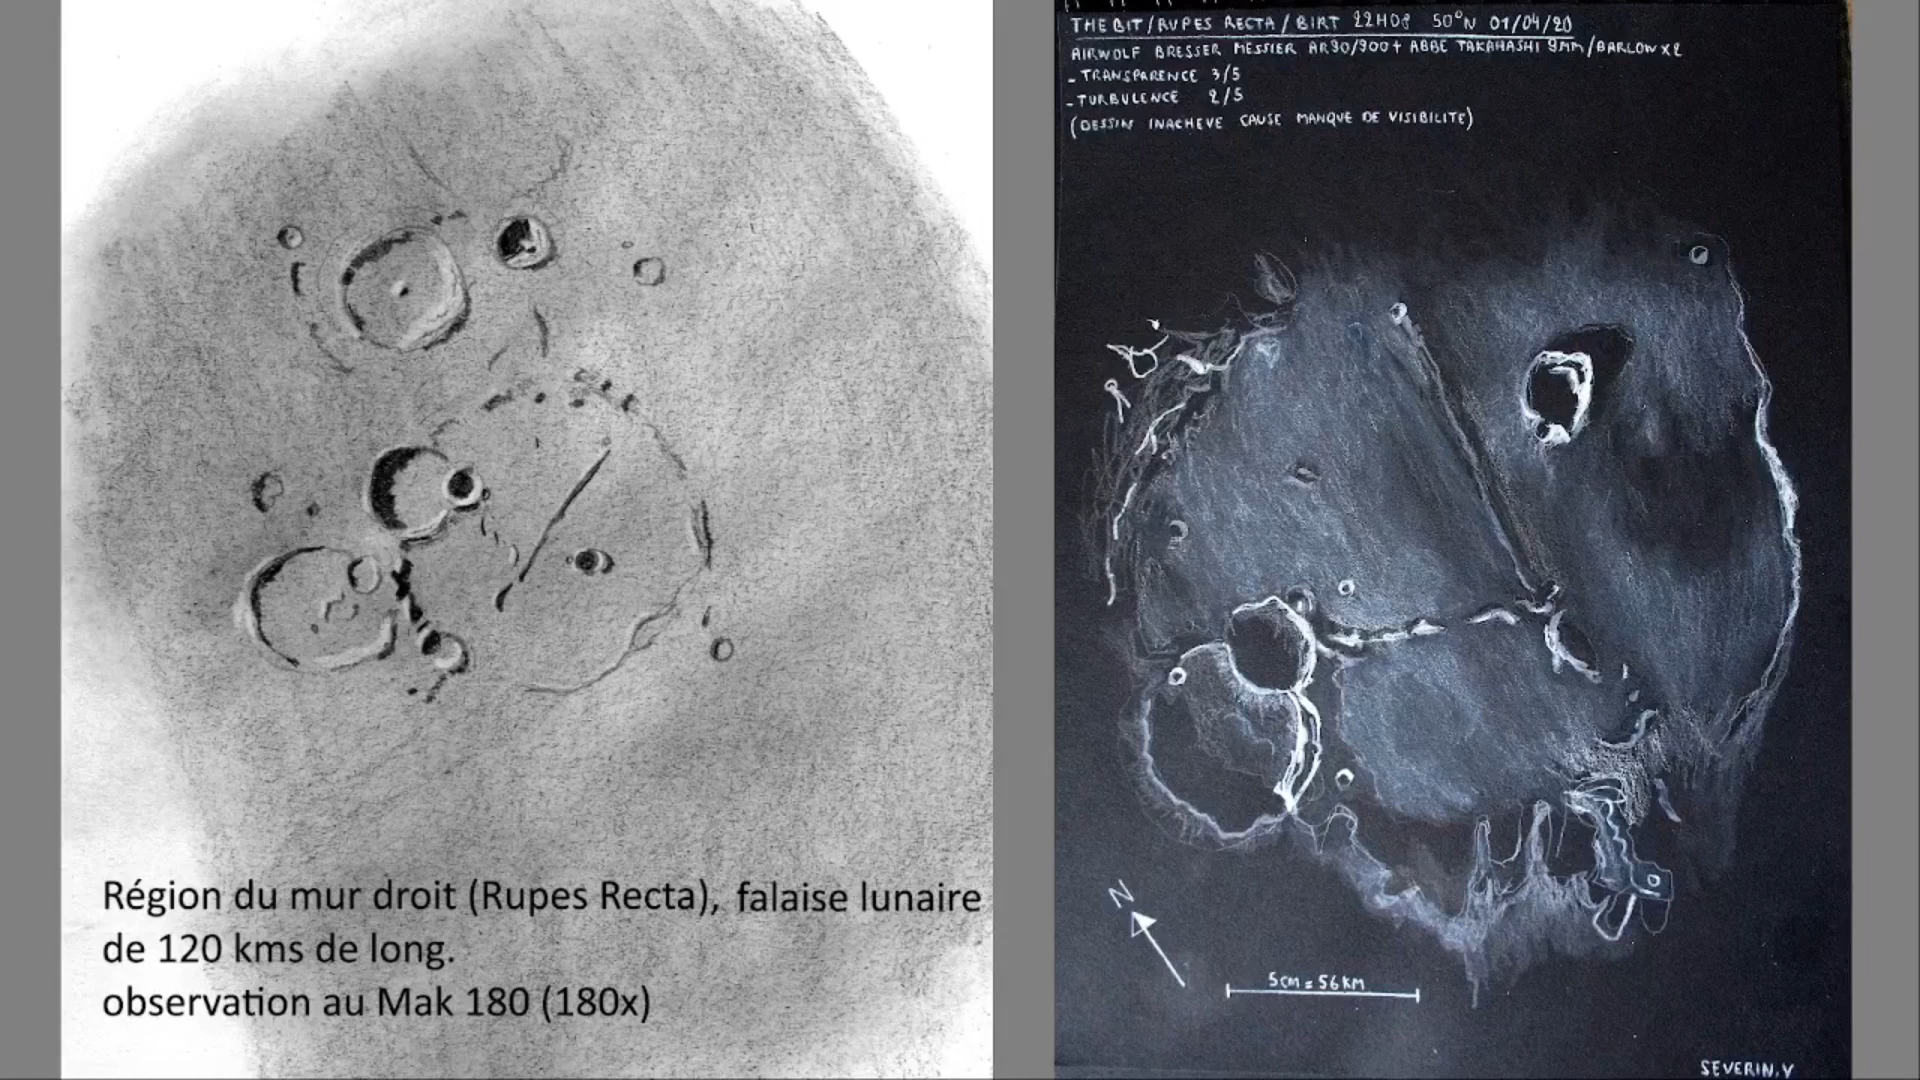 Région du mur droit (Rupes Recta), falaise lunaire
de 120 kms de long.
observation au Mak 180 (180x)
THE BIT/RUPES RECTA/BIRT 22H08 50°N 01/04/20
AIRWOLF BRESSER MESSIER AR90/900+ ABBE TAKAHASHI 9MM/BARLOW X2
- TRANSPARENCE 3/5
- TURBULENCE 2/5
(DESSIN INACHEVE CAUSE MANQUE DE VISIBILITE)
N
5CM = 56KM
SEVERIN.Y